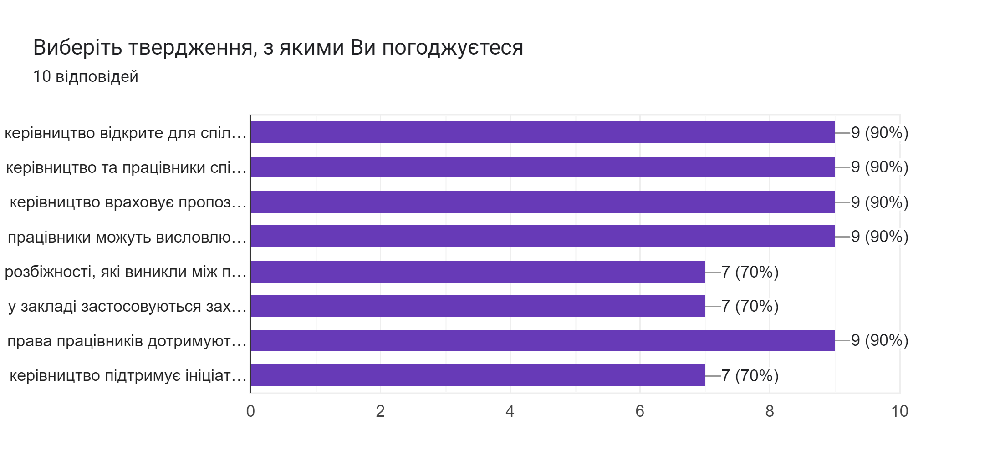 Виберіть твердження, з якими Ви погоджуєтеся
10 відповідей
керівництво відкрите для спіл… 9 (90%)
керівництво та працівники спі… 9 (90%)
керівництво враховує пропоз… 9 (90%)
працівники можуть висловлю… 9 (90%)
розбіжності, які виникли між п… 7 (70%)
у закладі застосовуються зах… 7 (70%)
права працівників дотримуют… 9 (90%)
керівництво підтримує ініціат… 7 (70%)
0 2 4 6 8 10